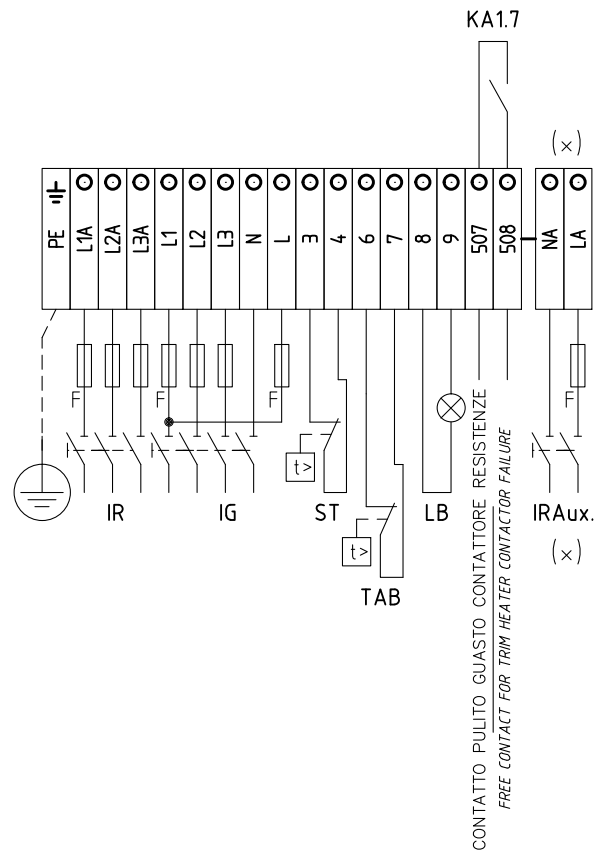 KA1.7
(x)
PE
L1A
L2A
L3A
L1
L2
L3
N
L
3
4
6
7
8
9
507
508
NA
LA
F
F
F
F
t>
t>
IR
IG
ST
LB
IRAux.
(x)
TAB
CONTATTO PULITO GUASTO CONTATTORE RESISTENZE
FREE CONTACT FOR TRIM HEATER CONTACTOR FAILURE